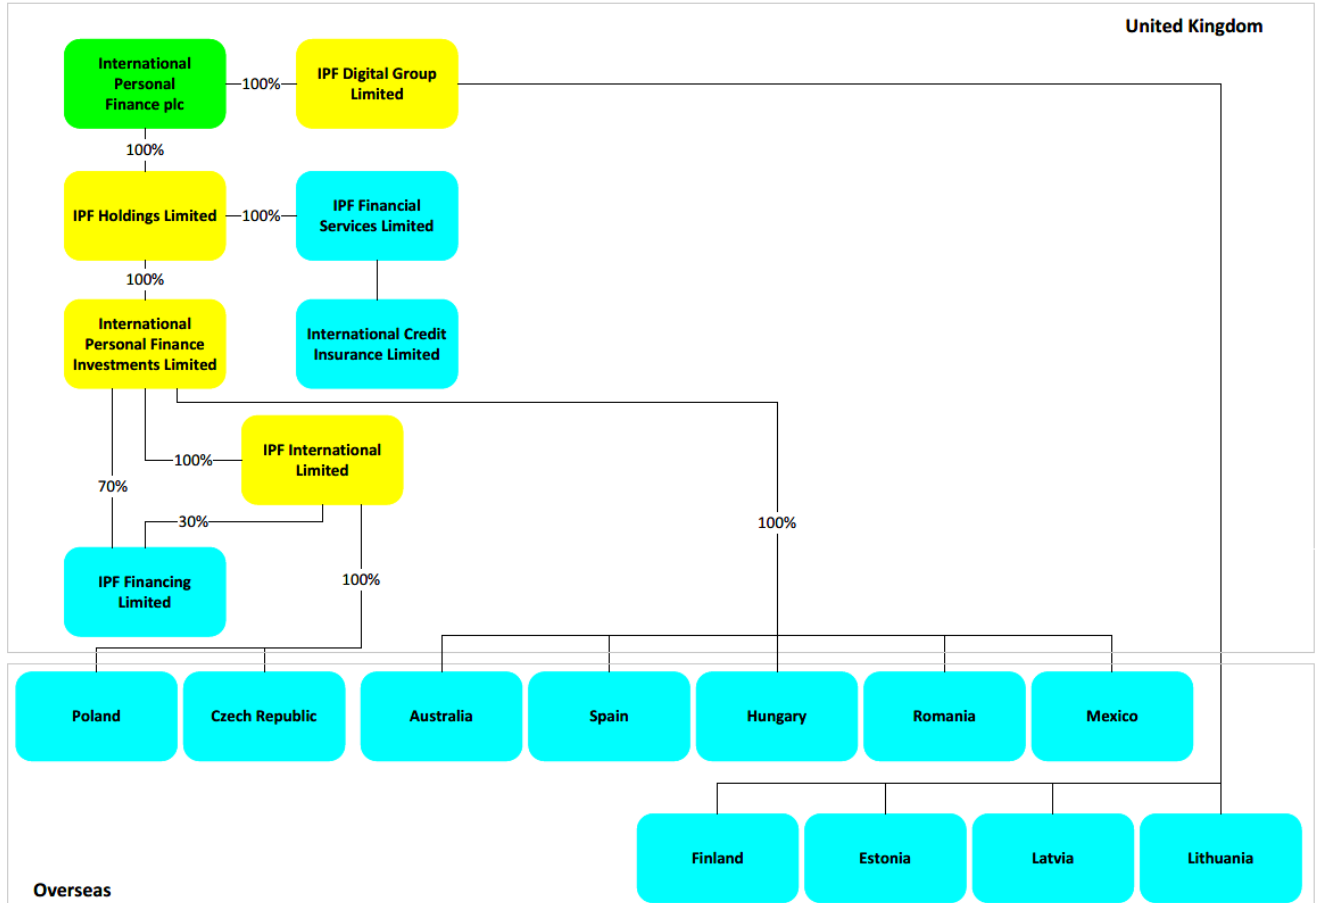 United Kingdom
International
Personal
Finance plc
100%
IPF Digital Group
Limited
100%
IPF Holdings Limited
100%
IPF Financial
Services Limited
100%
International
Personal Finance
Investments Limited
International Credit
Insurance Limited
IPF International
Limited
100%
70%
30%
100%
100%
IPF Financing
Limited
Poland
Czech Republic
Australia
Spain
Hungary
Romania
Mexico
Finland
Estonia
Latvia
Lithuania
Overseas